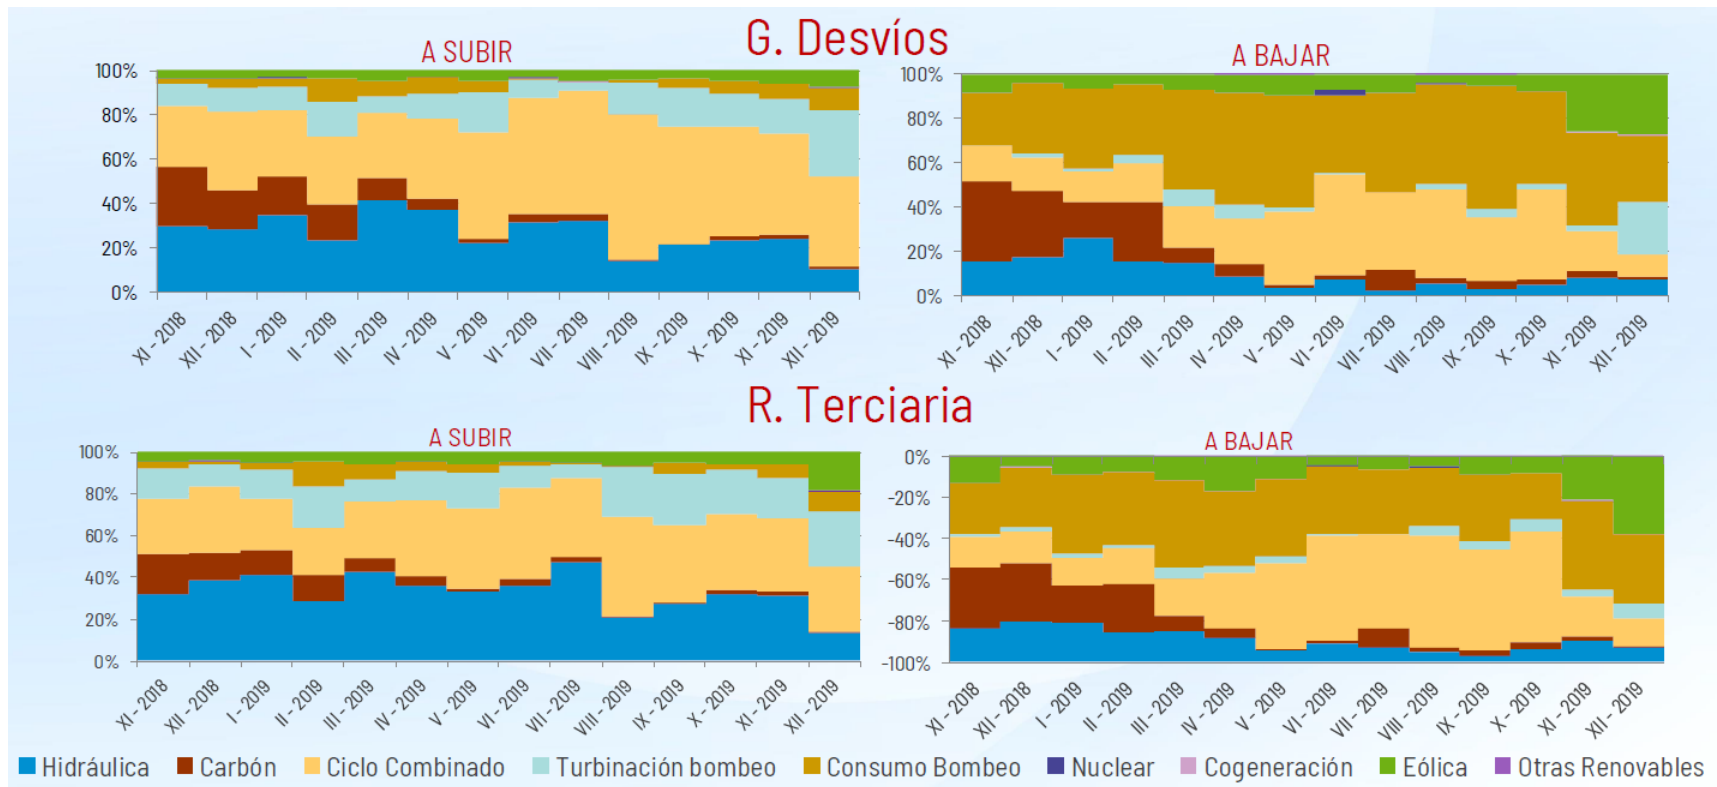 G. Desvíos
A SUBIR
100%
80%
60%
40%
20%
0%
XI - 2018
XII - 2018
I - 2019
II - 2019
III - 2019
IV - 2019
V - 2019
VI - 2019
VII - 2019
VIII - 2019
IX - 2019
X - 2019
XI - 2019
XII - 2019
A BAJAR
100%
80%
60%
40%
20%
0%
XI - 2018
XII - 2018
I - 2019
II - 2019
III - 2019
IV - 2019
V - 2019
VI - 2019
VII - 2019
VIII - 2019
IX - 2019
X - 2019
XI - 2019
XII - 2019
R. Terciaria
A SUBIR
100%
80%
60%
40%
20%
0%
XI - 2018
XII - 2018
I - 2019
II - 2019
III - 2019
IV - 2019
V - 2019
VI - 2019
VII - 2019
VIII - 2019
IX - 2019
X - 2019
XI - 2019
XII - 2019
A BAJAR
0%
-20%
-40%
-60%
-80%
-100%
XI - 2018
XII - 2018
I - 2019
II - 2019
III - 2019
IV - 2019
V - 2019
VI - 2019
VII - 2019
VIII - 2019
IX - 2019
X - 2019
XI - 2019
XII - 2019
Hidráulica Carbón Ciclo Combinado Turbinación bombeo Consumo Bombeo Nuclear Cogeneración Eólica Otras Renovables